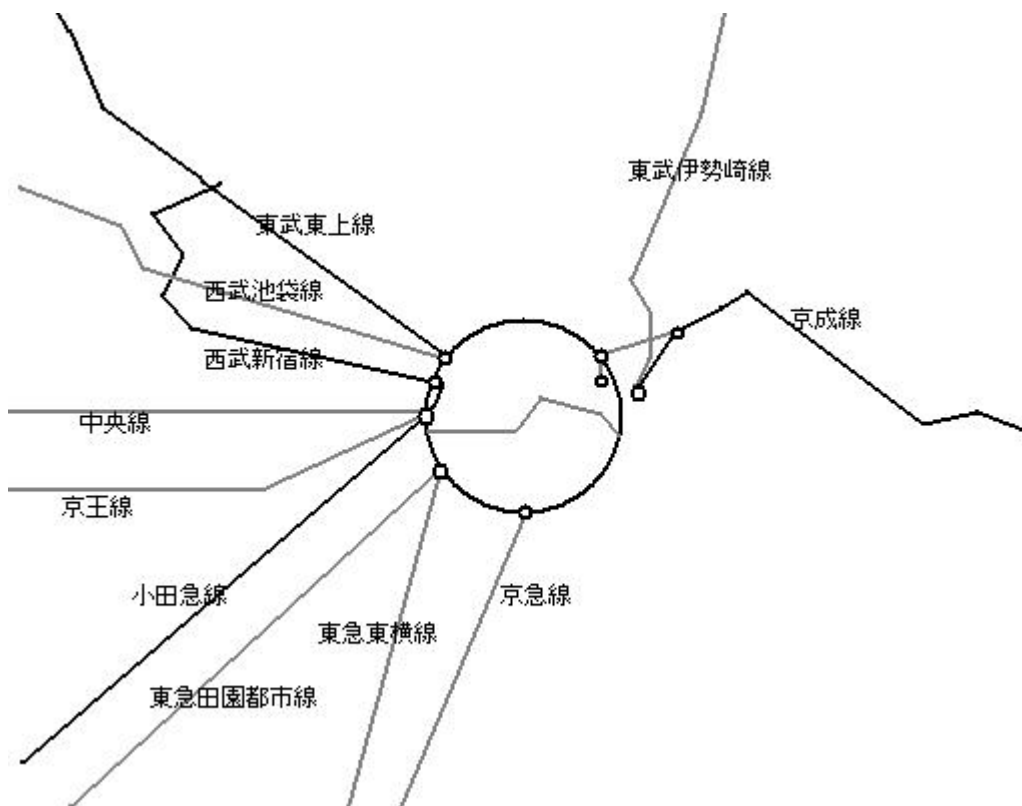 東武伊勢崎線
東武東上線
西武池袋線
京成線
西武新宿線
中央線
京王線
小田急線
京急線
東急東横線
東急田園都市線